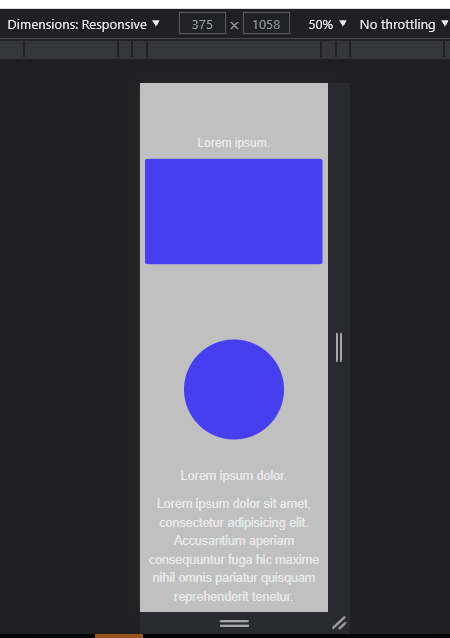 Dimensions: Responsive ▼ 375 × 1058 50% ▼ No throttling ▼
Lorem ipsum.
Lorem ipsum dolor.
Lorem ipsum dolor sit amet,
consectetur adipisicing elit.
Accusantium aperiam
consequuntur fuga hic maxime
nihil omnis pariatur quisquam
reprehenderit tenetur.